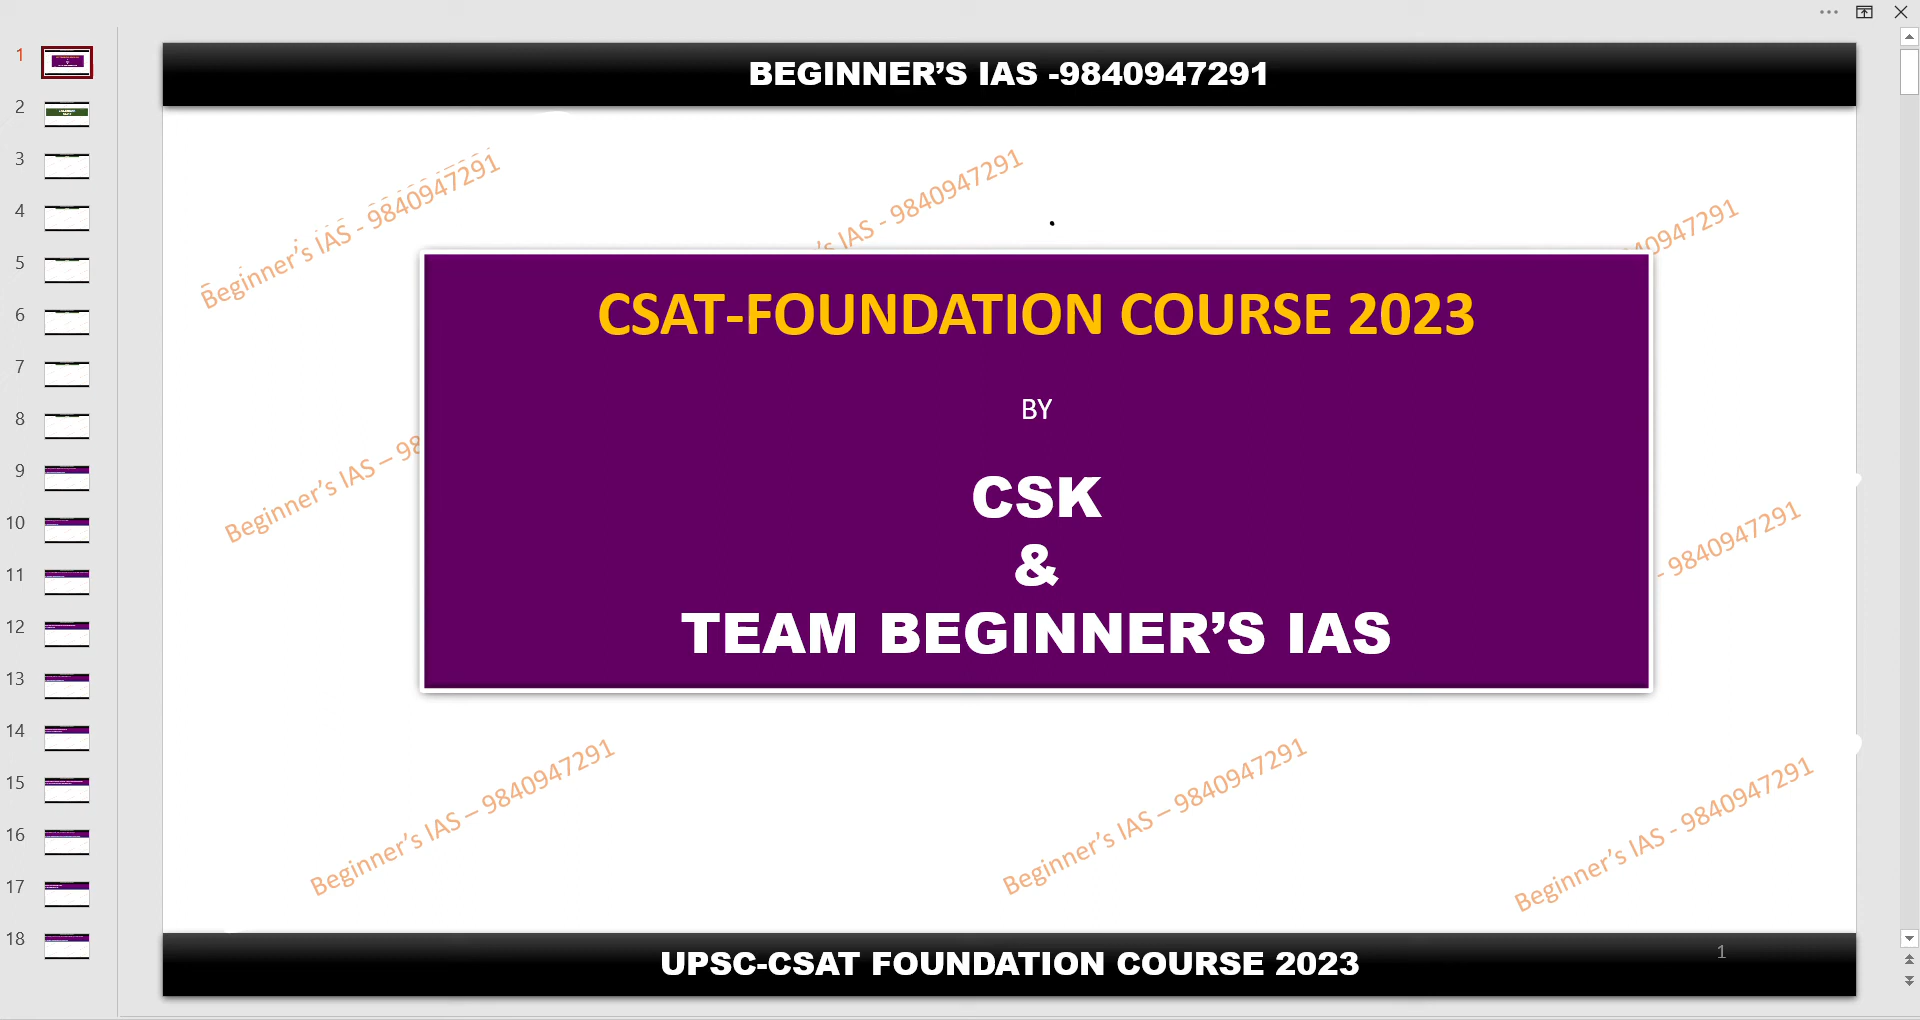 BEGINNER’S IAS -9840947291
Beginner’s IAS - 9840947291
’s IAS - 9840947291
40947291
CSAT-FOUNDATION COURSE 2023
BY
CSK
&
TEAM BEGINNER’S IAS
Beginner’s IAS – 98
- 9840947291
Beginner’s IAS – 9840947291
Beginner’s IAS – 9840947291
Beginner’s IAS - 9840947291
UPSC-CSAT FOUNDATION COURSE 2023
1
1
2
3
4
5
6
7
8
9
10
11
12
13
14
15
16
17
18